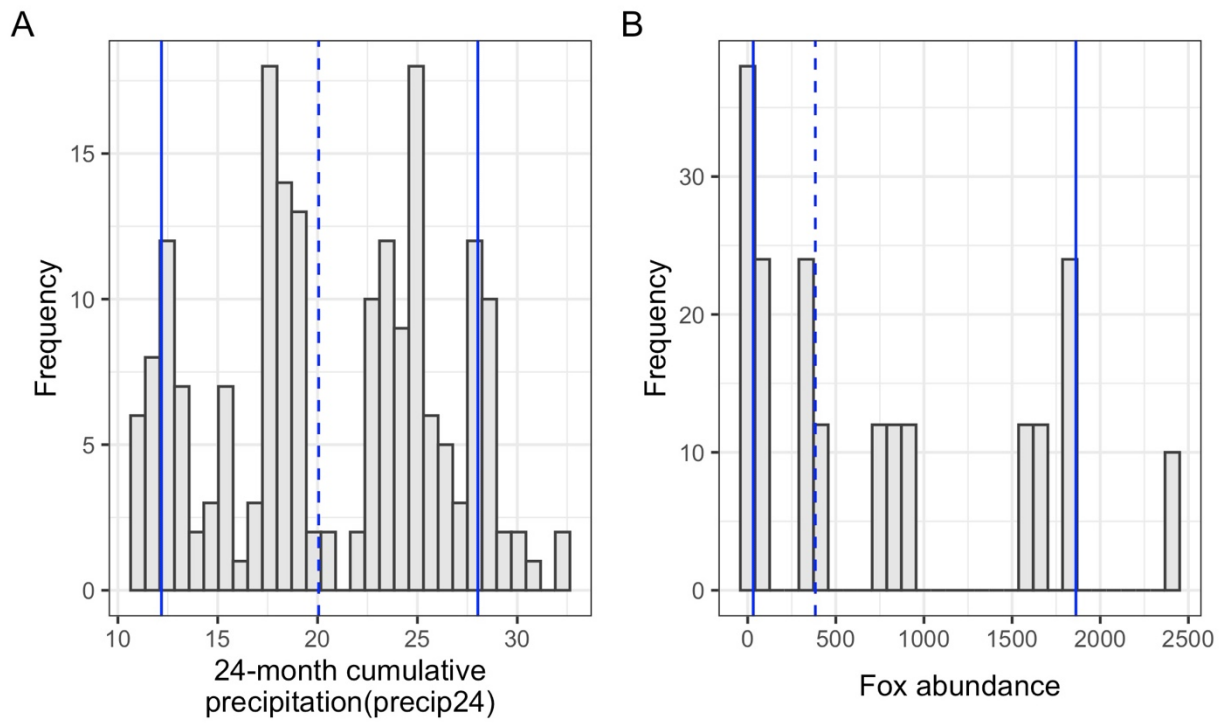 A
B
Frequency
15
10
5
0
10 15 20 25 30
24-month cumulative
precipitation(precip24)
Frequency
30
20
10
0
0 500 1000 1500 2000 2500
Fox abundance